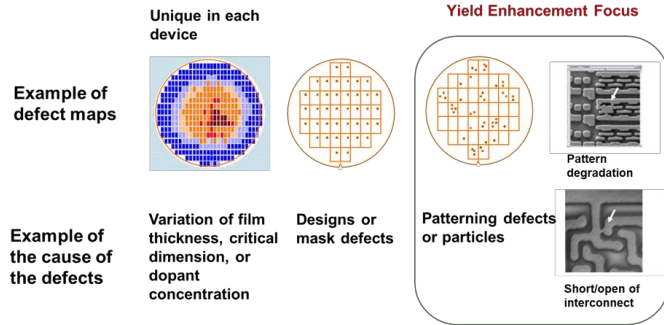 Unique in each
device
Yield Enhancement Focus
Example of
defect maps
Pattern
degradation
Example of
the cause of
the defects
Variation of film
thickness, critical
dimension, or
dopant
concentration
Designs or
mask defects
Patterning defects
or particles
Short/open of
interconnect